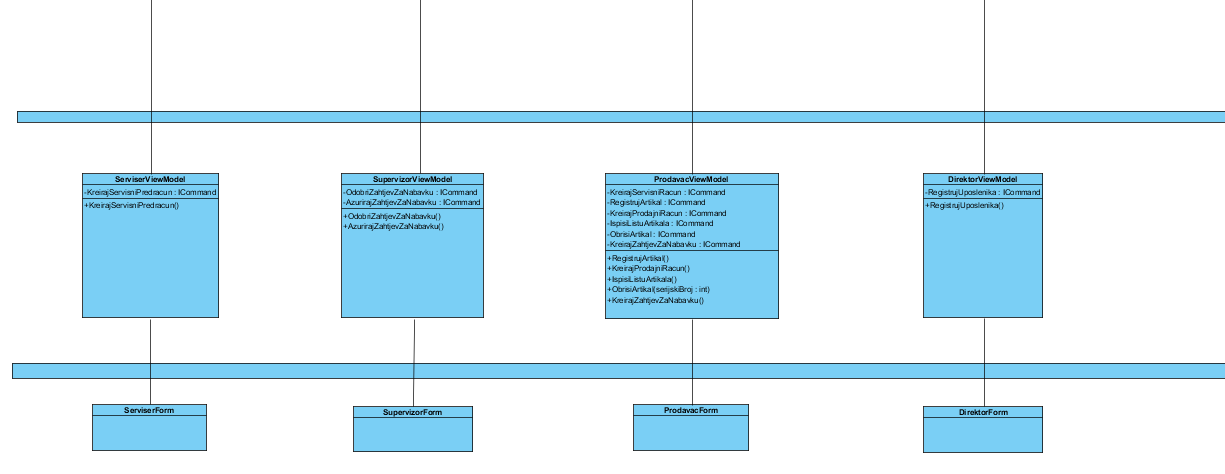 ServiserViewModel
-KreirajServisniPredracun : ICommand
+KreirajServisniPredracun()
SupervizorViewModel
-OdobriZahtjevZaNabavku : ICommand
-AzurirajZahtjevZaNabavku : ICommand
+OdobriZahtjevZaNabavku()
+AzurirajZahtjevZaNabavku()
ProdavacViewModel
-KreirajServisniRacun : ICommand
-RegistrujArtikal : ICommand
-KreirajProdajniRacun : ICommand
-IspisiListuArtikala : ICommand
-ObrisiArtikal : ICommand
-KreirajZahtjevZaNabavku : ICommand
+RegistrujArtikal()
+KreirajProdajniRacun()
+IspisiListuArtikala()
+ObrisiArtikal(serijskiBroj : int)
+KreirajZahtjevZaNabavku()
DirektorViewModel
-RegistrujUposlenika : ICommand
+RegistrujUposlenika()
ServiserForm
SupervizorForm
ProdavacForm
DirektorForm